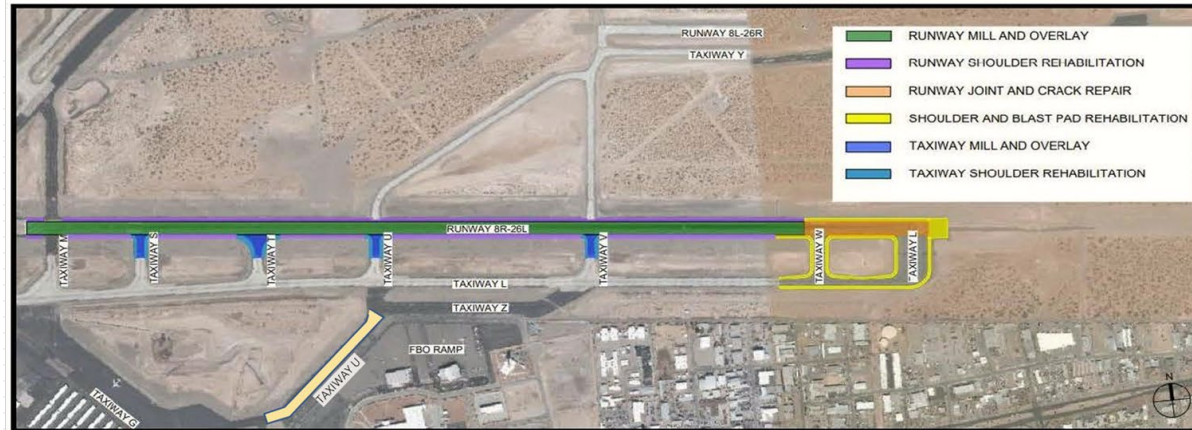 RUNWAY 8L-26R
TAXIWAY Y
RUNWAY MILL AND OVERLAY
RUNWAY SHOULDER REHABILITATION
RUNWAY JOINT AND CRACK REPAIR
SHOULDER AND BLAST PAD REHABILITATION
TAXIWAY MILL AND OVERLAY
TAXIWAY SHOULDER REHABILITATION
RUNWAY 8R-26L
TAXIWAY M
TAXIWAY S
TAXIWAY T
TAXIWAY U
TAXIWAY V
TAXIWAY W
TAXIWAY L
TAXIWAY L
TAXIWAY Z
FBO RAMP
TAXIWAY U
TAXIWAY G
N